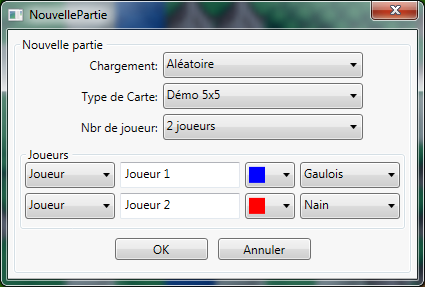 NouvellePartie
Nouvelle partie
Chargement: Aléatoire
Type de Carte: Démo 5x5
Nbr de joueur: 2 joueurs
Joueurs
Joueur Joueur 1 Gaulois
Joueur Joueur 2 Nain
OK Annuler